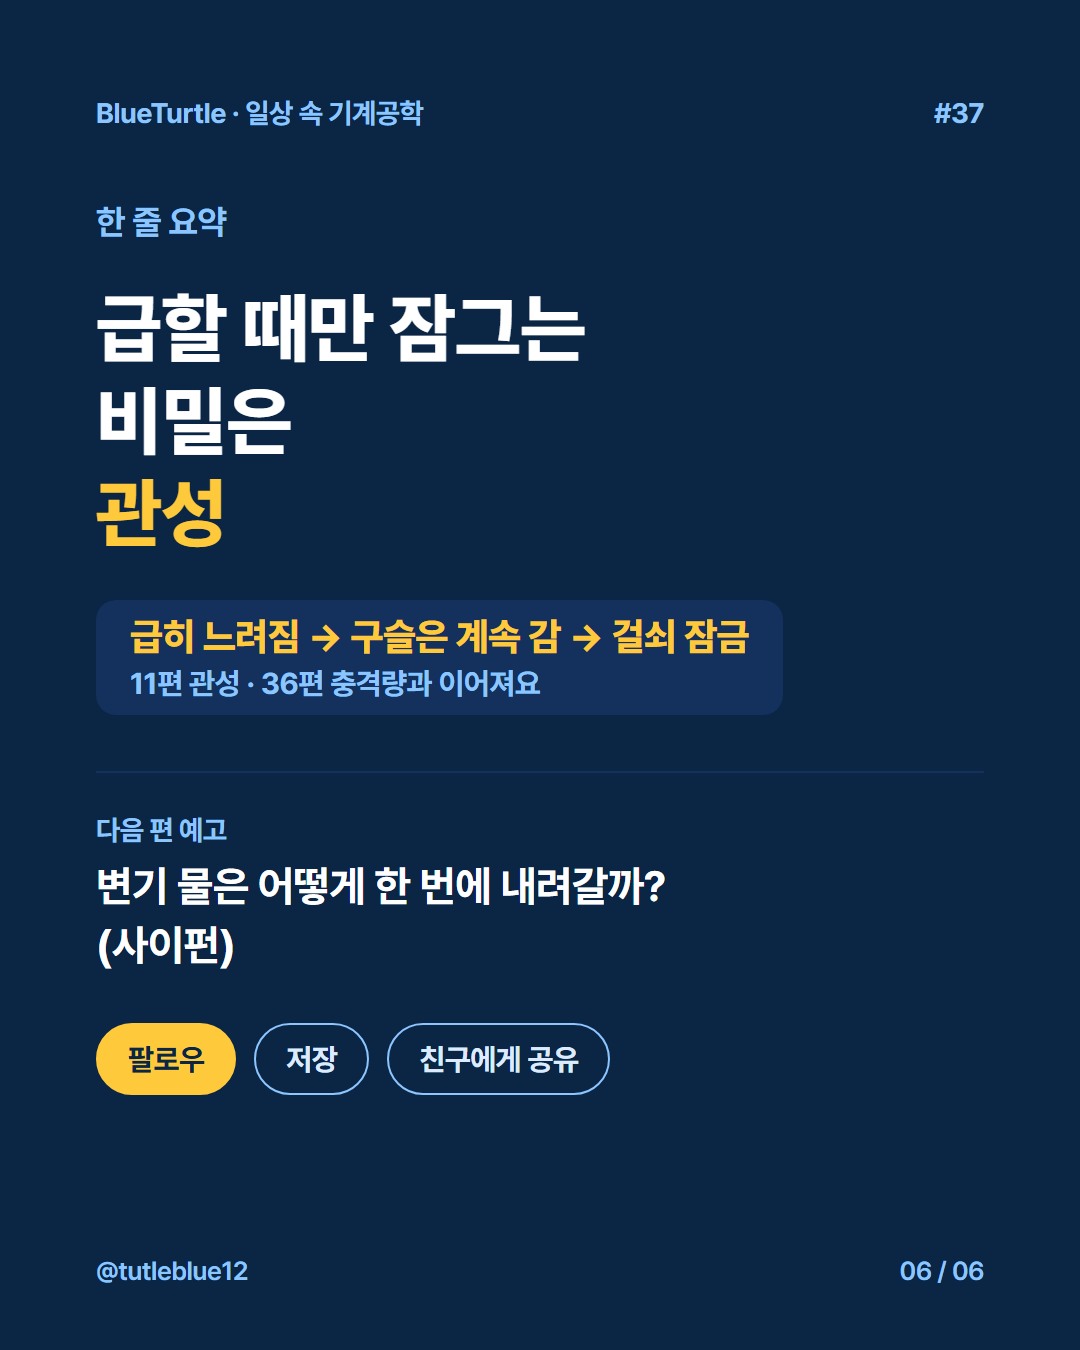 BlueTurtle · 일상 속 기계공학
#37
한 줄 요약
급할 때만 잠그는
비밀은
관성
급히 느려짐 → 구슬은 계속 감 → 걸쇠 잠금
11편 관성 · 36편 충격량과 이어져요
다음 편 예고
변기 물은 어떻게 한 번에 내려갈까?
(사이펀)
팔로우
저장
친구에게 공유
@tutleblue12
06 / 06